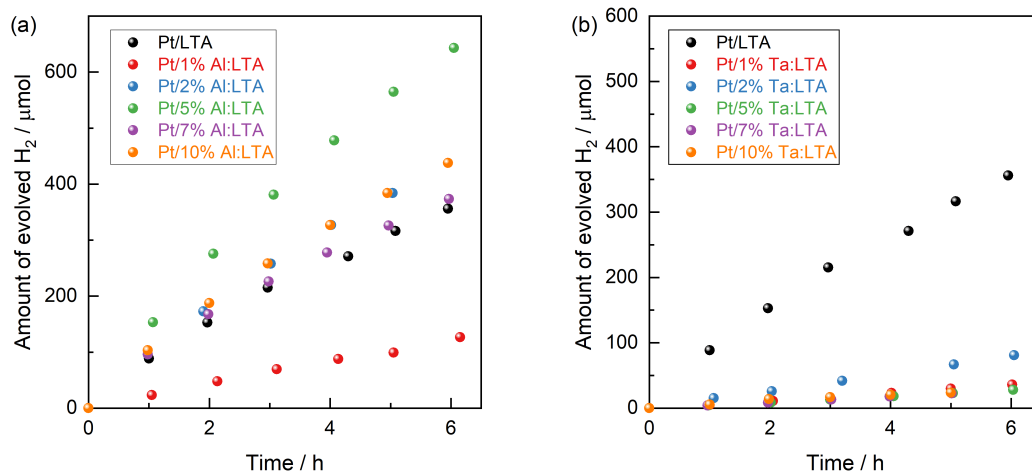 (a)
Pt/LTA
Pt/1% Al:LTA
Pt/2% Al:LTA
Pt/5% Al:LTA
Pt/7% Al:LTA
Pt/10% Al:LTA
Amount of evolved H₂ / μmol
600
400
200
0
0 2 4 6
Time / h
(b)
Pt/LTA
Pt/1% Ta:LTA
Pt/2% Ta:LTA
Pt/5% Ta:LTA
Pt/7% Ta:LTA
Pt/10% Ta:LTA
Amount of evolved H₂ / μmol
600
500
400
300
200
100
0
0 2 4 6
Time / h